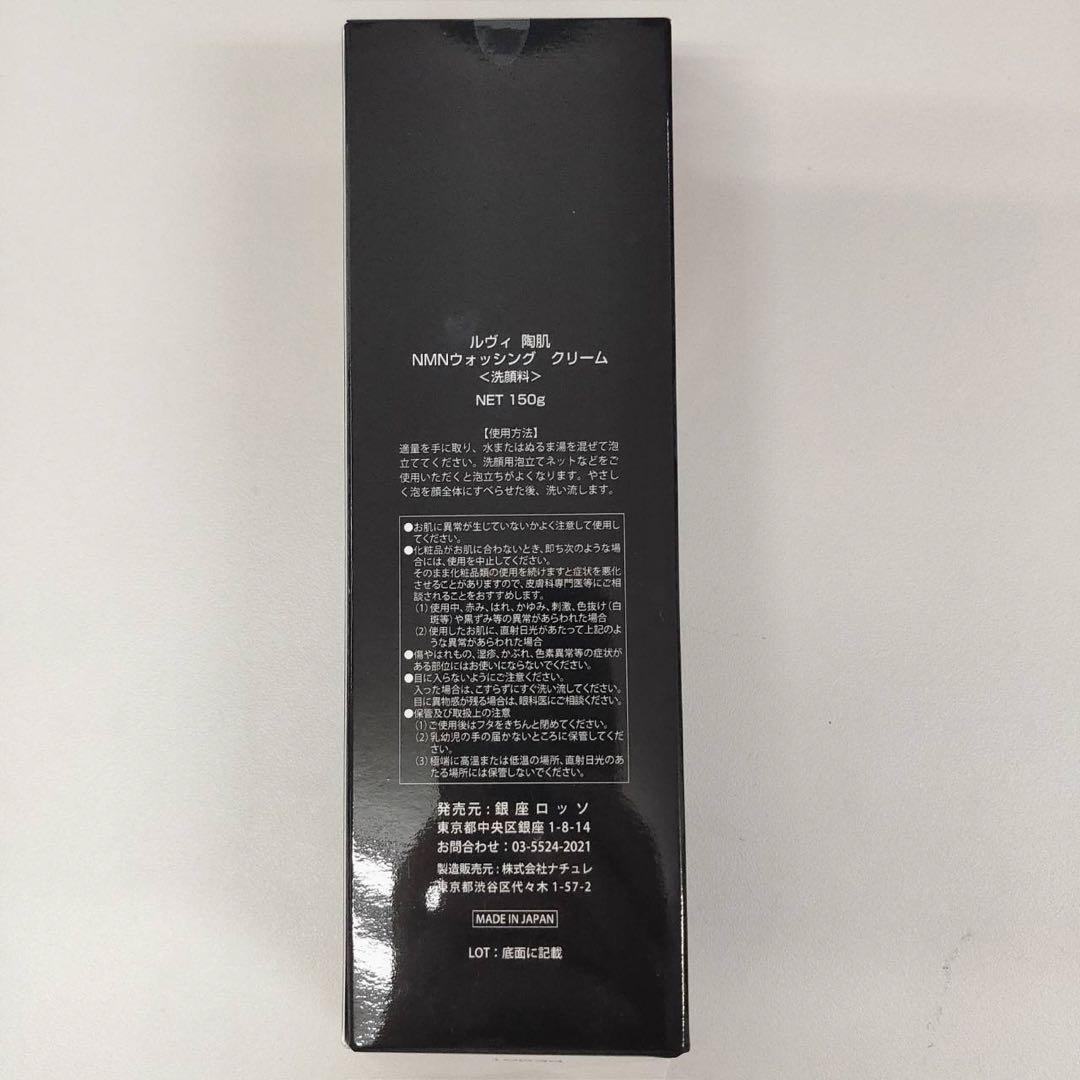 ルヴィ 陶肌
NMNウォッシング クリーム
＜洗顔料＞
NET 150g
【使用方法】
適量を手に取り、水またはぬるま湯を混ぜて泡
立ててください。洗顔用泡立てネットなどをご
使用いただくと泡立ちがよくなります。やさし
く泡を顔全体にすべらせた後、洗い流します。
●お肌に異常が生じていないかよく注意して使用し
てください。
●化粧品がお肌に合わないとき、即ち次のような場
合には、使用を中止してください。
そのまま化粧品類の使用を続けますと症状を悪化
させることがありますので、皮膚科専門医等にご相
談されることをおすすめします。
(1)使用中、赤み、はれ、かゆみ、刺激、色抜け(白
斑等)や黒ずみ等の異常があらわれた場合
(2)使用したお肌に、直射日光があたって上記のよ
うな異常があらわれた場合
●傷やはれもの、湿疹、かぶれ、色素異常等の症状が
ある部位にはお使いにならないでください。
●目に入らないようにご注意ください。
入った場合は、こすらずにすぐ洗い流してください。
目に異物感が残る場合は、眼科医にご相談ください。
●保管及び取扱上の注意
(1)ご使用後はフタをきちんと閉めてください。
(2)乳幼児の手の届かないところに保管してくだ
さい。
(3)極端に高温または低温の場所、直射日光のあ
たる場所には保管しないでください。
発売元：銀座ロッソ
東京都中央区銀座 1-8-14
お問合わせ：03-5524-2021
製造販売元：株式会社ナチュレ
東京都渋谷区代々木 1-57-2
MADE IN JAPAN
LOT：底面に記載